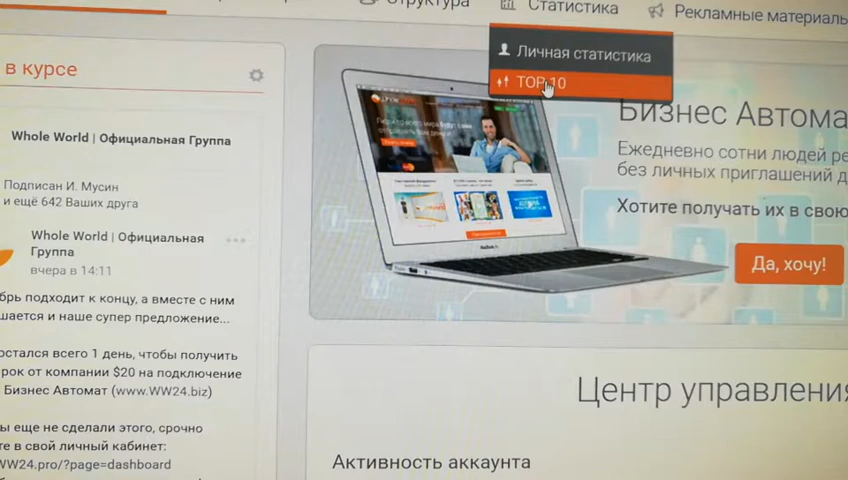 Структура
Статистика
Рекламные материалы
Личная статистика
TOP 10
в курсе
Whole World | Официальная Группа
Подписан И. Мусин
и ещё 642 Ваших друга
Whole World | Официальная
Группа
вчера в 14:11
брь подходит к концу, а вместе с ним
шается и наше супер предложение...
остался всего 1 день, чтобы получить
рок от компании $20 на подключение
Бизнес Автомат (www.WW24.biz)
ы еще не сделали этого, срочно
те в свой личный кабинет:
WW24.pro/?page=dashboard
Бизнес Автома
Ежедневно сотни людей ре
без личных приглашений д
Хотите получать их в свою
Да, хочу!
Центр управления
Активность аккаунта